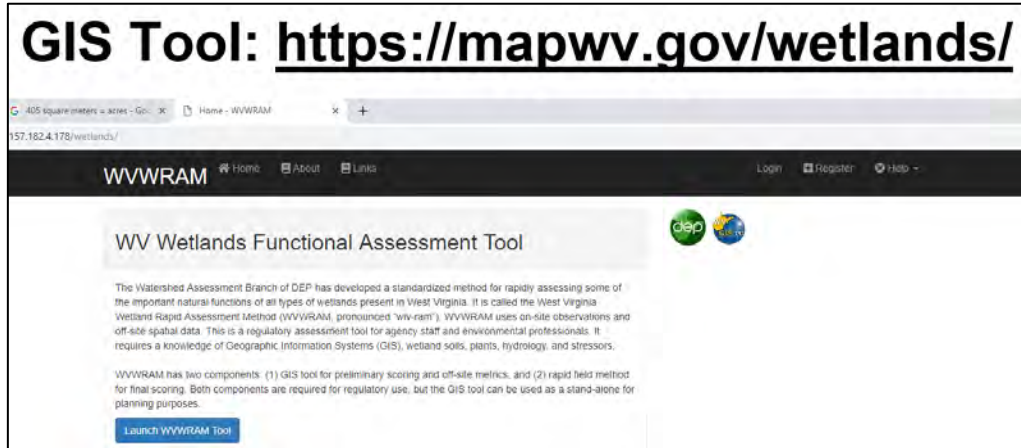 GIS Tool: https://mapwv.gov/wetlands/
405 square meters = acres - Go
Home - WVWRAM
157.182.4.178/wetlands/
WVWRAM Home About Links Login Register Help
WV Wetlands Functional Assessment Tool
dep
The Watershed Assessment Branch of DEP has developed a standardized method for rapidly assessing some of
the important natural functions of all types of wetlands present in West Virginia. It is called the West Virginia
Wetland Rapid Assessment Method (WVWRAM, pronounced "wv-ram"). WVWRAM uses on-site observations and
off-site spatial data. This is a regulatory assessment tool for agency staff and environmental professionals. It
requires a knowledge of Geographic Information Systems (GIS), wetland soils, plants, hydrology, and stressors.
WVWRAM has two components: (1) GIS tool for preliminary scoring and off-site metrics, and (2) rapid field method
for final scoring. Both components are required for regulatory use, but the GIS tool can be used as a stand-alone for
planning purposes.
Launch WVWRAM Tool